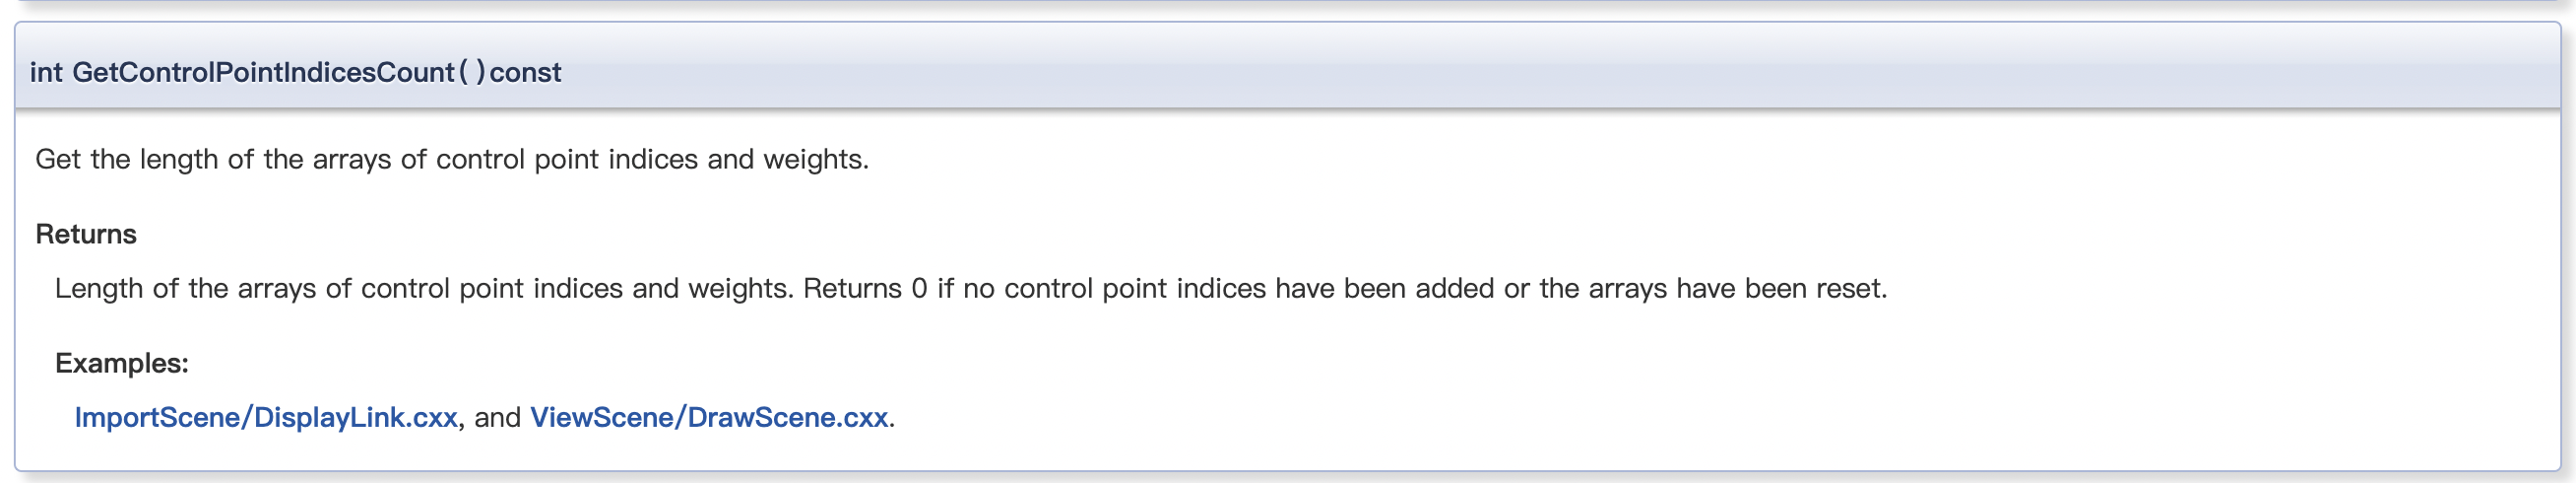 int GetControlPointIndicesCount( )const
Get the length of the arrays of control point indices and weights.
Returns
Length of the arrays of control point indices and weights. Returns 0 if no control point indices have been added or the arrays have been reset.
Examples:
ImportScene/DisplayLink.cxx, and ViewScene/DrawScene.cxx.